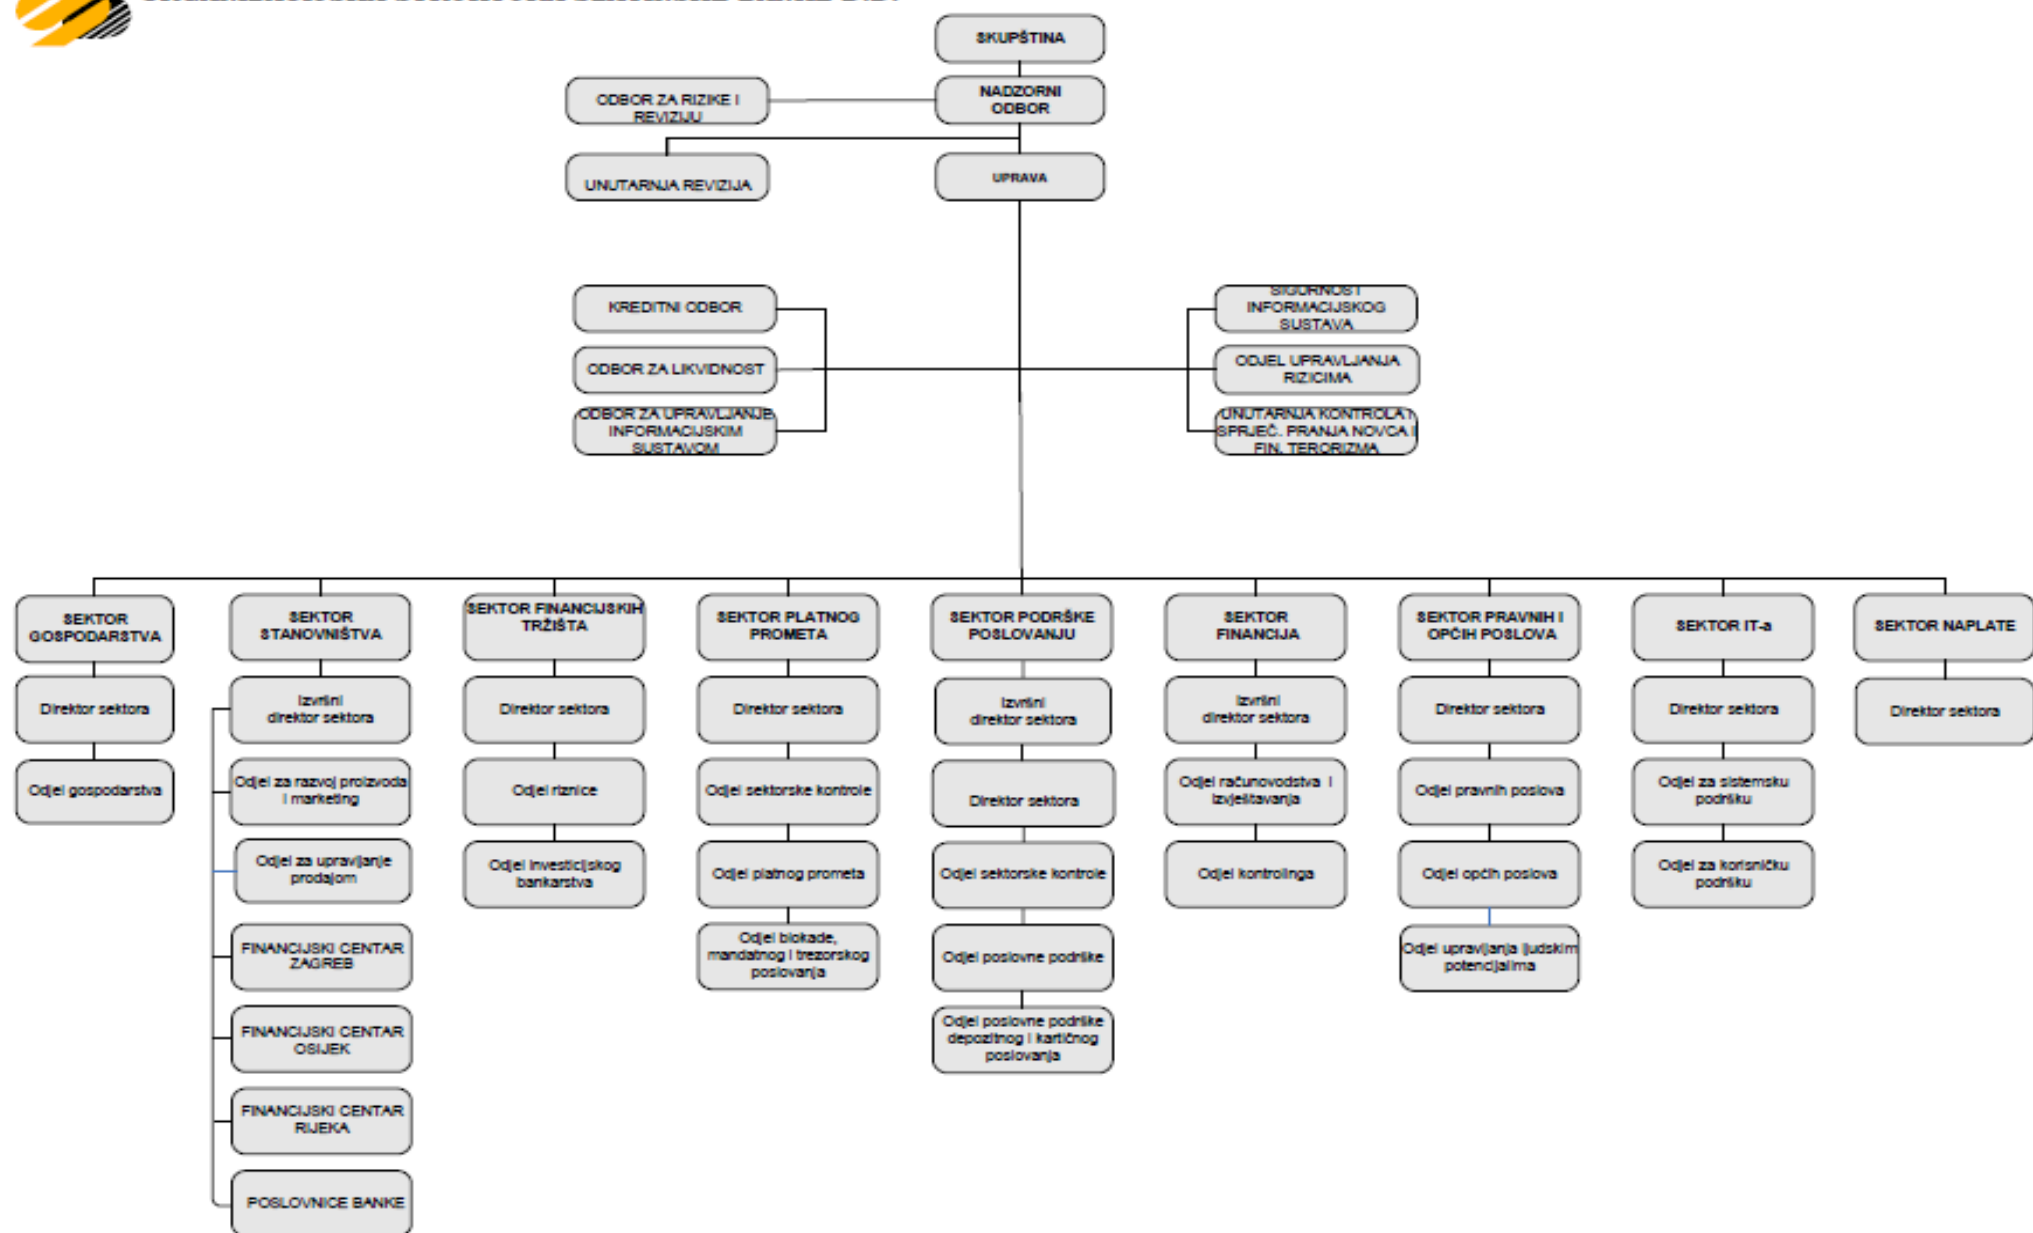 SKUPŠTINA
ODBOR ZA RIZIKE I
REVIZIJU
NADZORNI
ODBOR
UNUTARNJA REVIZIJA
UPRAVA
KREDITNI ODBOR
ODBOR ZA LIKVIDNOST
ODBOR ZA UPRAVLJANJE
INFORMACIJSKIM
SUSTAVOM
SIGURNOST
INFORMACIJSKOG
SUSTAVA
ODJEL UPRAVLJANJA
RIZICIMA
UNUTARNJA KONTROLA I
SPRJEČ. PRANJA NOVCA I
FIN. TERORIZMA
SEKTOR
GOSPODARSTVA
Direktor sektora
Odjel gospodarstva
SEKTOR
STANOVNIŠTVA
Izvršni
direktor sektora
Odjel za razvoj proizvoda
i marketing
Odjel za upravljanje
prodajom
FINANCIJSKI CENTAR
ZAGREB
FINANCIJSKI CENTAR
OSIJEK
FINANCIJSKI CENTAR
RIJEKA
POSLOVNICE BANKE
SEKTOR FINANCIJSKIH
TRŽIŠTA
Direktor sektora
Odjel riznice
Odjel investicijskog
bankarstva
SEKTOR PLATNOG
PROMETA
Direktor sektora
Odjel sektorske kontrole
Odjel platnog prometa
Odjel blokade,
mandatnog i trezorskog
poslovanja
SEKTOR PODRŠKE
POSLOVANJU
Izvršni
direktor sektora
Direktor sektora
Odjel sektorske kontrole
Odjel poslovne podrške
Odjel poslovne podrške
depozitnog i kartičnog
poslovanja
SEKTOR
FINANCIJA
Izvršni
direktor sektora
Odjel računovodstva i
izvještavanja
Odjel kontrolinga
SEKTOR PRAVNIH I
OPĆIH POSLOVA
Direktor sektora
Odjel pravnih poslova
Odjel općih poslova
Odjel upravljanja ljudskim
potencijalima
SEKTOR IT-a
Direktor sektora
Odjel za sistemsku
podršku
Odjel za korisničku
podršku
SEKTOR NAPLATE
Direktor sektora